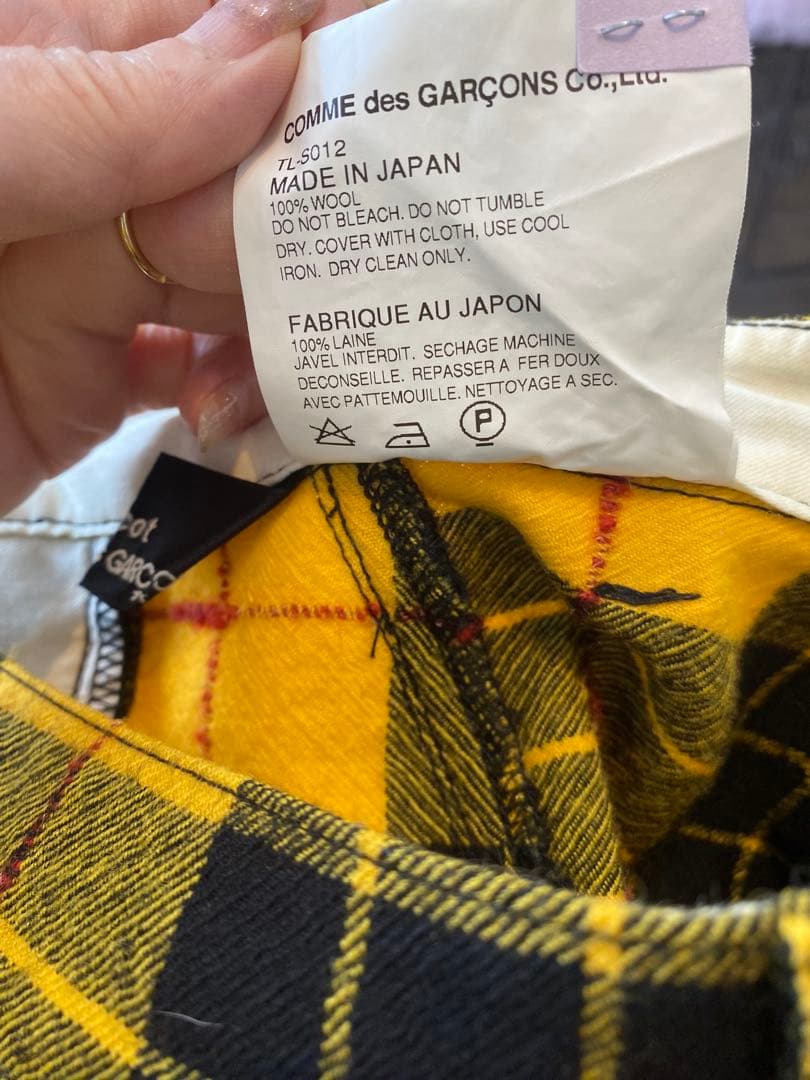 COMME des GARÇONS Co.,Ltd.
TL-S012
MADE IN JAPAN
100% WOOL
DO NOT BLEACH. DO NOT TUMBLE
DRY. COVER WITH CLOTH, USE COOL
IRON. DRY CLEAN ONLY.
FABRIQUE AU JAPON
100% LAINE
JAVEL INTERDIT. SECHAGE MACHINE
DECONSEILLE. REPASSER A FER DOUX
AVEC PATTEMOUILLE. NETTOYAGE A SEC.
P